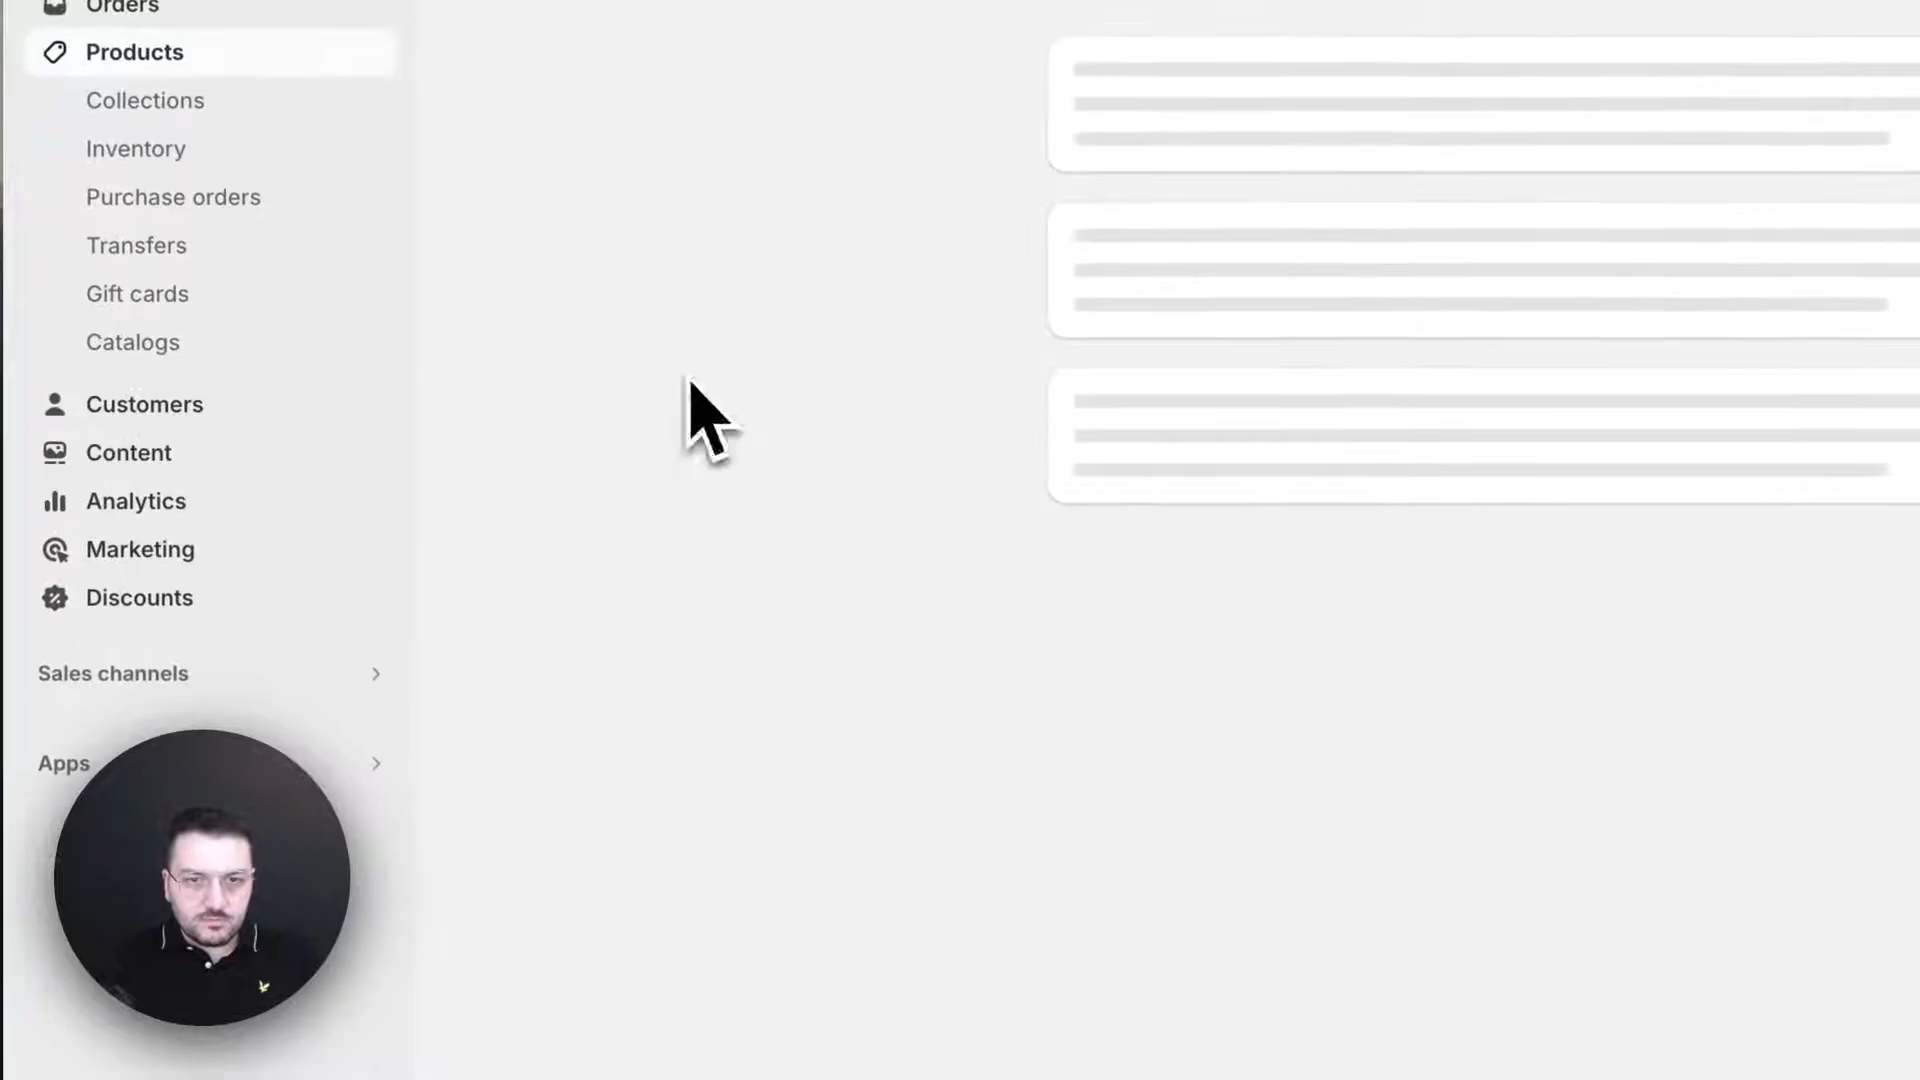 Orders
Products
Collections
Inventory
Purchase orders
Transfers
Gift cards
Catalogs
Customers
Content
Analytics
Marketing
Discounts
Sales channels
Apps